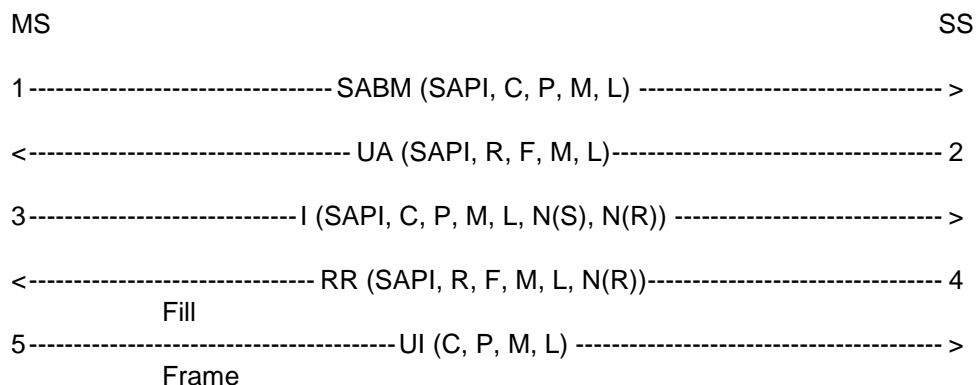 MS SS
1 ---------------------------------- SABM (SAPI, C, P, M, L) ---------------------------------- >
<------------------------------------ UA (SAPI, R, F, M, L)------------------------------------- 2
3 ------------------------------ I (SAPI, C, P, M, L, N(S), N(R)) ----------------------------- >
<-------------------------------- RR (SAPI, R, F, M, L, N(R))--------------------------------- 4
Fill
5 ----------------------------------------- UI (C, P, M, L) ----------------------------------------- >
Frame